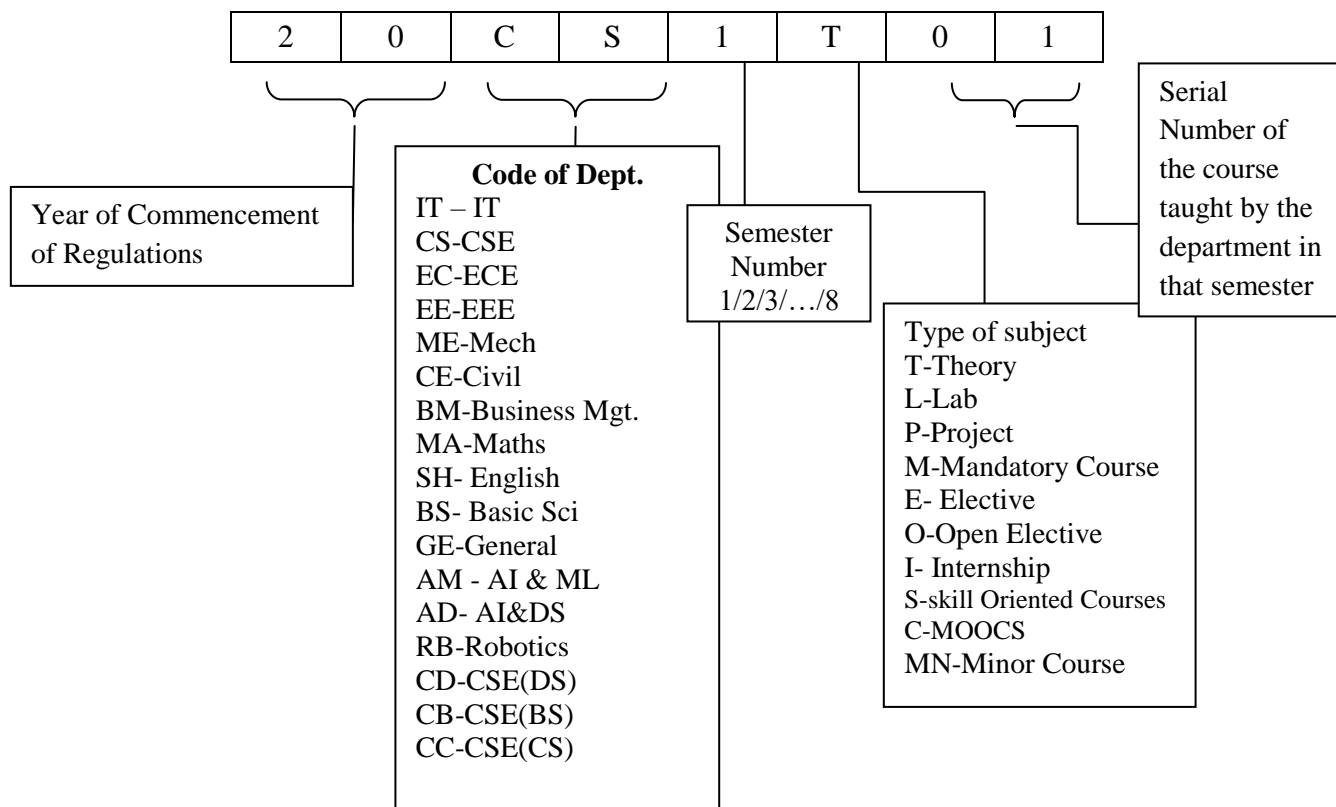 2 0 C S 1 T 0 1
Year of Commencement
of Regulations
Code of Dept.
IT – IT
CS-CSE
EC-ECE
EE-EEE
ME-Mech
CE-Civil
BM-Business Mgt.
MA-Maths
SH- English
BS- Basic Sci
GE-General
AM - AI & ML
AD- AI&DS
RB-Robotics
CD-CSE(DS)
CB-CSE(BS)
CC-CSE(CS)
Semester
Number
1/2/3/…/8
Type of subject
T-Theory
L-Lab
P-Project
M-Mandatory Course
E- Elective
O-Open Elective
I- Internship
S-skill Oriented Courses
C-MOOCS
MN-Minor Course
Serial
Number of
the course
taught by the
department in
that semester